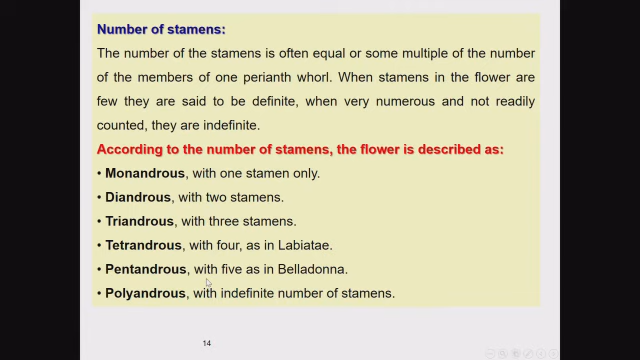 Number of stamens:
The number of the stamens is often equal or some multiple of the number
of the members of one perianth whorl. When stamens in the flower are
few they are said to be definite, when very numerous and not readily
counted, they are indefinite.
According to the number of stamens, the flower is described as:
• Monandrous, with one stamen only.
• Diandrous, with two stamens.
• Triandrous, with three stamens.
• Tetrandrous, with four, as in Labiatae.
• Pentandrous, with five as in Belladonna.
• Polyandrous, with indefinite number of stamens.
14